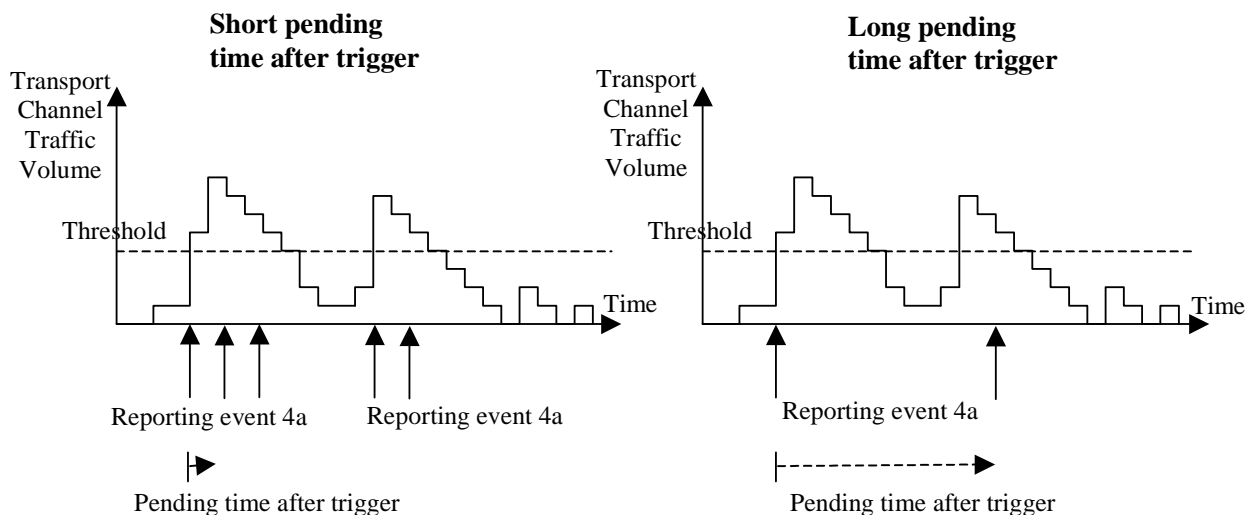 Short pending
time after trigger
Transport
Channel
Traffic
Volume
Threshold
Time
Reporting event 4a
Reporting event 4a
Pending time after trigger
Long pending
time after trigger
Transport
Channel
Traffic
Volume
Threshold
Time
Reporting event 4a
Pending time after trigger